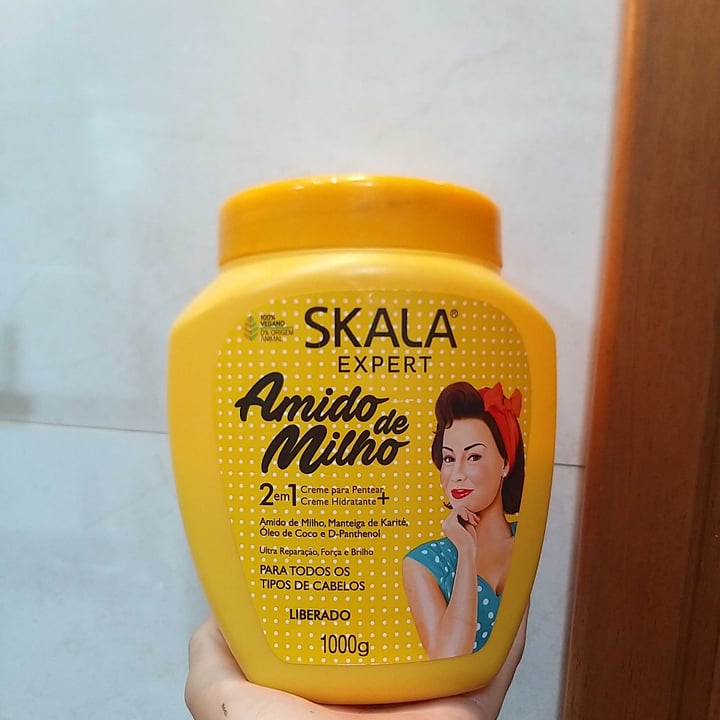 100%
VEGANO
0% ORIGEM
ANIMAL
SKALA®
EXPERT
Amido de
Milho
2 em 1 Creme para Pentear +
Creme Hidratante
Amido de Milho, Manteiga de Karité,
Óleo de Coco e D-Panthenol
Ultra Reparação, Força e Brilho
PARA TODOS OS
TIPOS DE CABELOS
LIBERADO
1000g